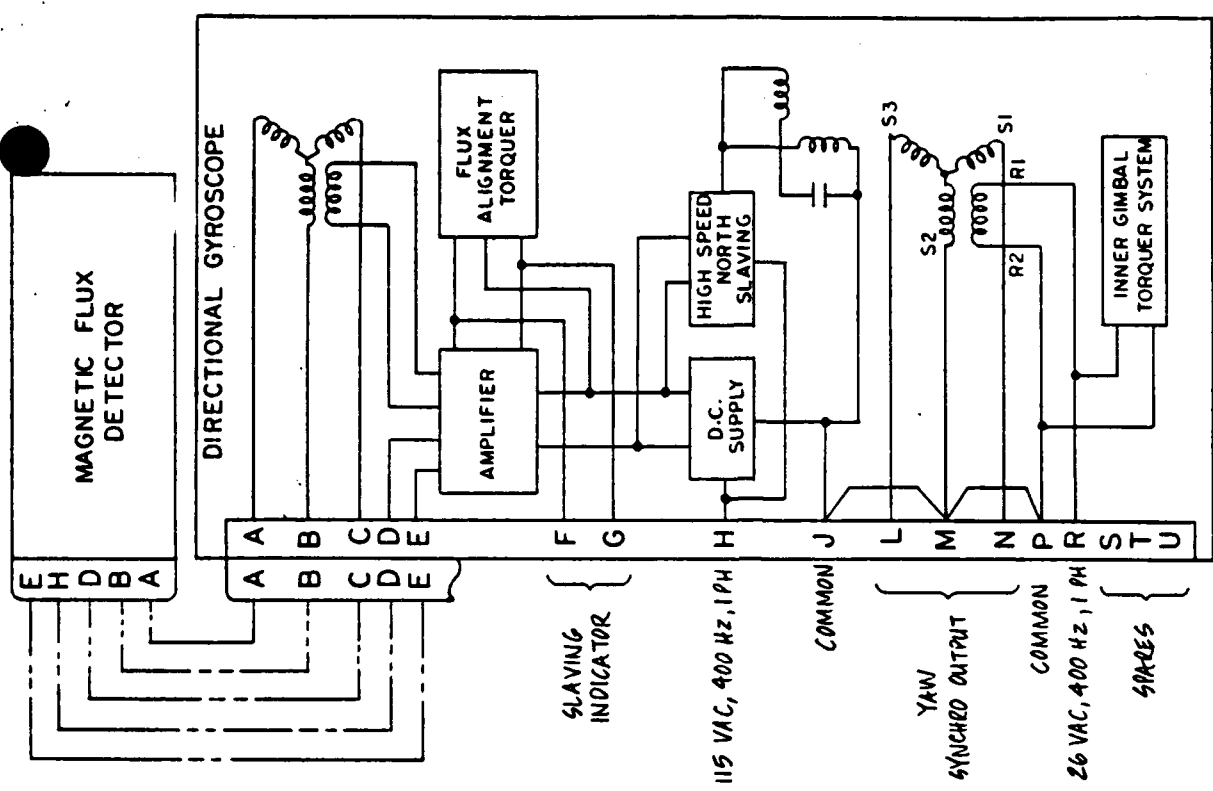 MAGNETIC FLUX
DETECTOR
E
H
D
B
A
DIRECTIONAL GYROSCOPE
FLUX
ALIGNMENT
TORQUER
AMPLIFIER
HIGH SPEED
NORTH
SLAVING
D.C.
SUPPLY
S3
S2
S1
R1
R2
INNER GIMBAL
TORQUER SYSTEM
A
B
C
D
E
F
G
H
J
L
M
N
P
R
S
T
U
A
B
C
D
E
SLAVING
INDICATOR
115 VAC, 400 HZ, 1 PH
COMMON
YAW
SYNCHRO OUTPUT
COMMON
26 VAC, 400 HZ, 1 PH
SPARES